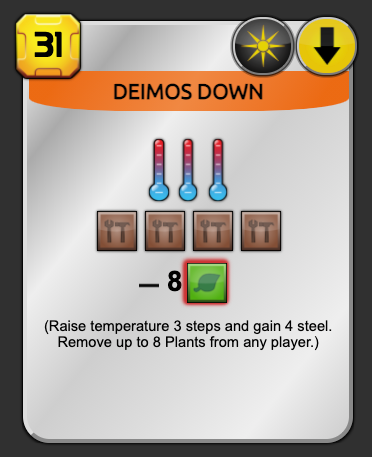 31
DEIMOS DOWN
– 8
(Raise temperature 3 steps and gain 4 steel.
Remove up to 8 Plants from any player.)